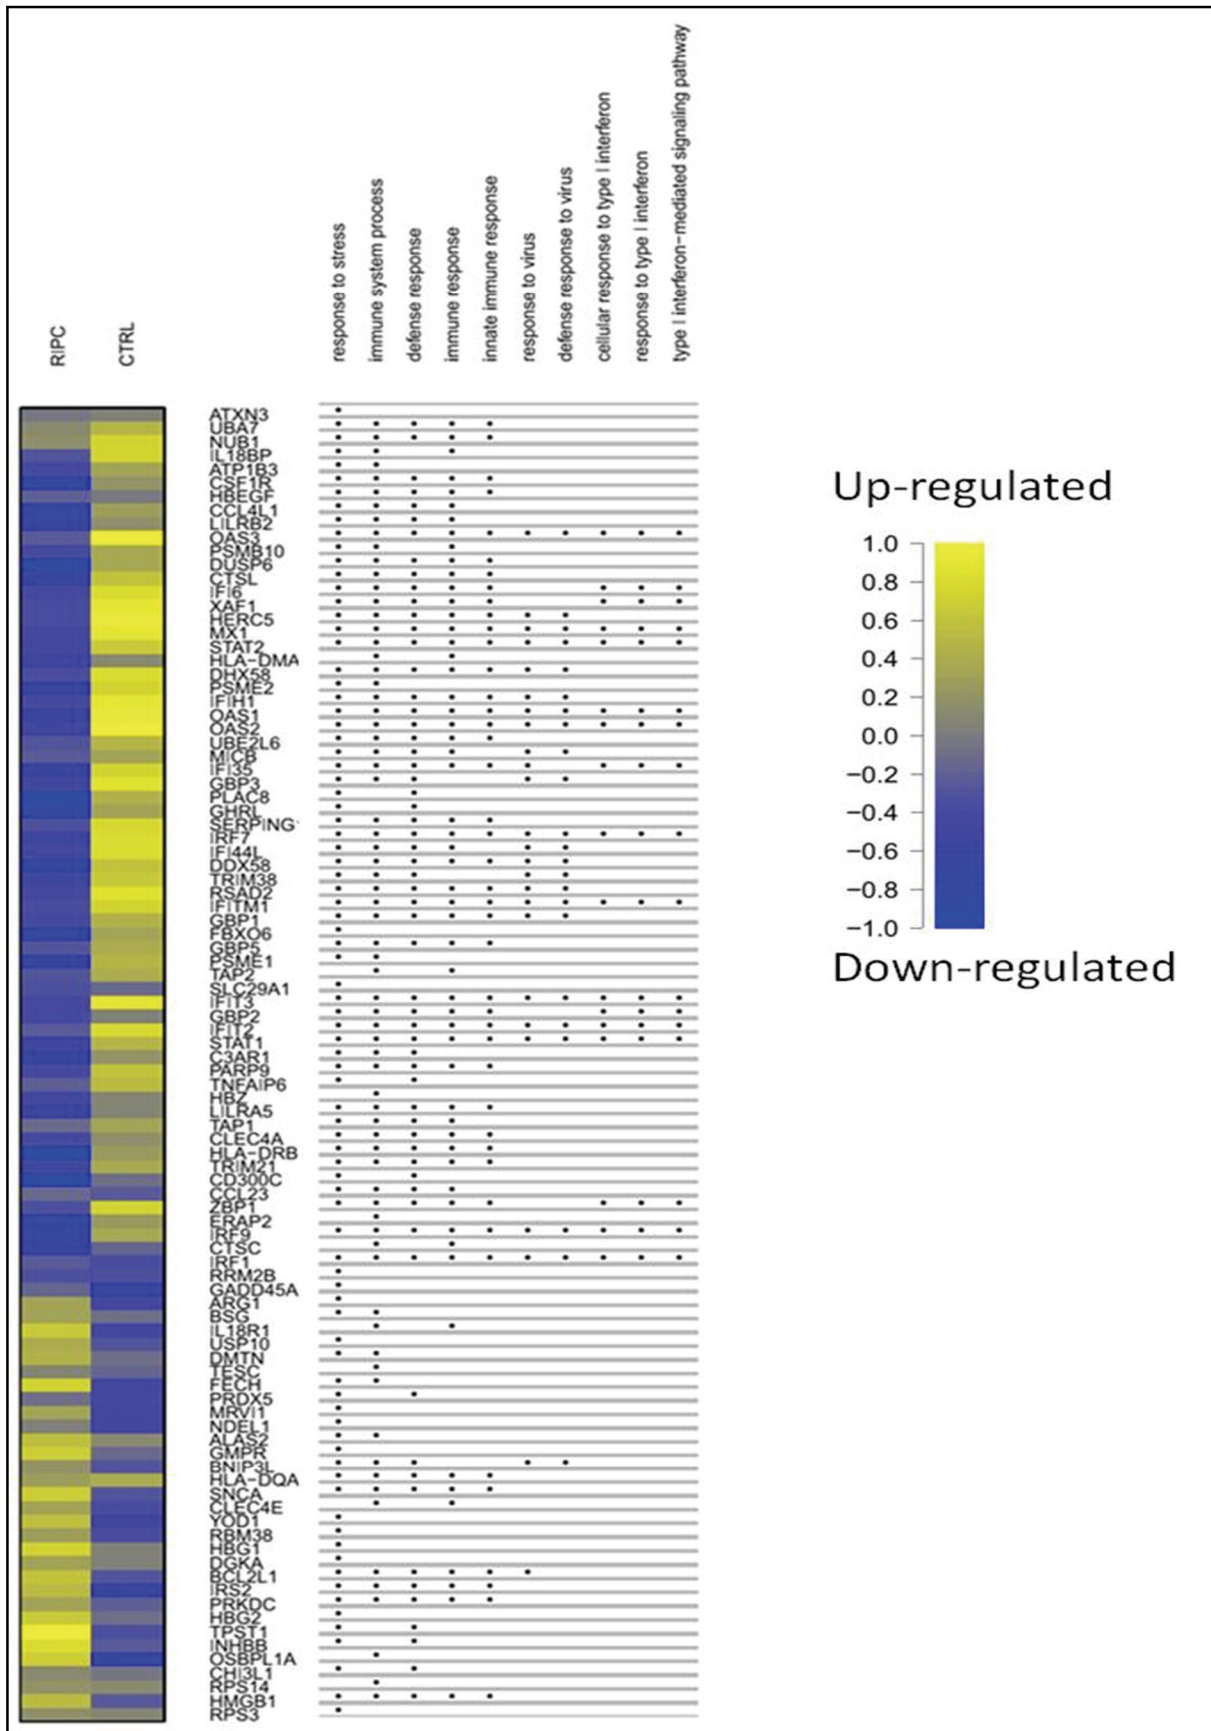 RIPC
CTRL
response to stress
immune system process
defense response
immune response
innate immune response
response to virus
defense response to virus
cellular response to type I interferon
response to type I interferon
type I interferon−mediated signaling pathway
ATXN3
UBA7
NUB1
IL18BP
ATP1B3
CSF1R
HBEGF
CCL4L1
LILRB2
OAS3
PSMB10
DUSP6
CTSL
IFI6
XAF1
HERC5
MX1
STAT2
HLA−DMA
DHX58
PSME2
IFIH1
OAS1
OAS2
UBE2L6
MICB
IFI35
GBP3
PLAC8
GHRL
SERPING
IRF7
IFI44L
DDX58
TRIM38
RSAD2
IFITM1
GBP1
FBXO6
GBP5
PSME1
TAP2
SLC29A1
IFIT3
GBP2
IFIT2
STAT1
C3AR1
PARP9
TNFAIP6
HBZ
LILRA5
TAP1
CLEC4A
HLA−DRB
TRIM21
CD300C
CCL23
ZBP1
ERAP2
IRF9
CTSC
IRF1
RRM2B
GADD45A
ARG1
BSG
IL18R1
USP10
DMTN
TESC
FECH
PRDX5
MRVI1
NDEL1
ALAS2
GMPR
BNIP3L
HLA−DQA
SNCA
CLEC4E
YOD1
RBM38
HBG1
DGKA
BCL2L1
IRS2
PRKDC
HBG2
TPST1
INHBB
OSBPL1A
CHI3L1
RPS14
HMGB1
RPS3
Up-regulated
1.0
0.8
0.6
0.4
0.2
0.0
−0.2
−0.4
−0.6
−0.8
−1.0
Down-regulated